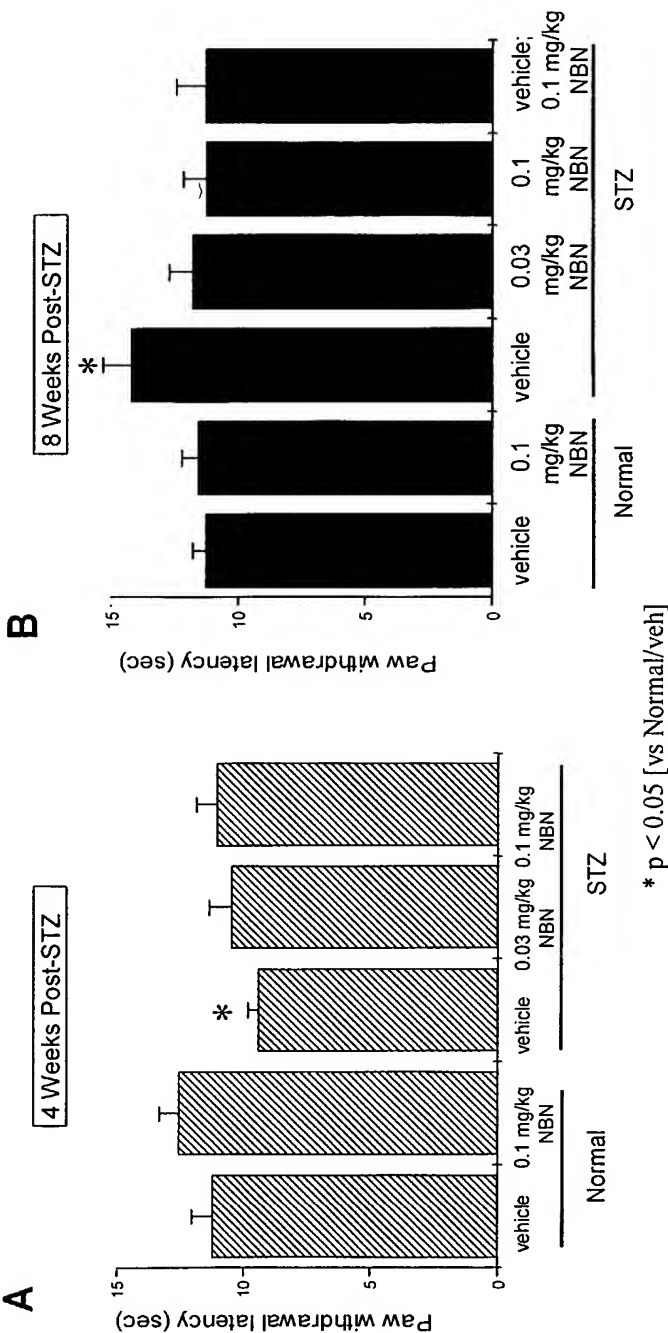 A
4 Weeks Post-STZ
Paw withdrawal latency (sec)
15
10
5
0
vehicle
0.1 mg/kg
NBN
vehicle
0.03 mg/kg
NBN
0.1 mg/kg
NBN
Normal
STZ
*
B
8 Weeks Post-STZ
Paw withdrawal latency (sec)
15
10
5
0
vehicle
0.1
mg/kg
NBN
vehicle
0.03
mg/kg
NBN
0.1
mg/kg
NBN
vehicle;
0.1 mg/kg
NBN
Normal
STZ
*
* p < 0.05 [vs Normal/veh]